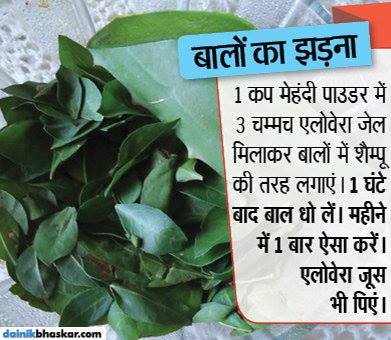 बालों का झड़ना
1 कप मेहंदी पाउडर में
3 चम्मच एलोवेरा जेल
मिलाकर बालों में शैम्पू
की तरह लगाएं। 1 घंटे
बाद बाल धो लें। महीने
में 1 बार ऐसा करें।
एलोवेरा जूस
भी पिएं।
dainikbhaskar.com